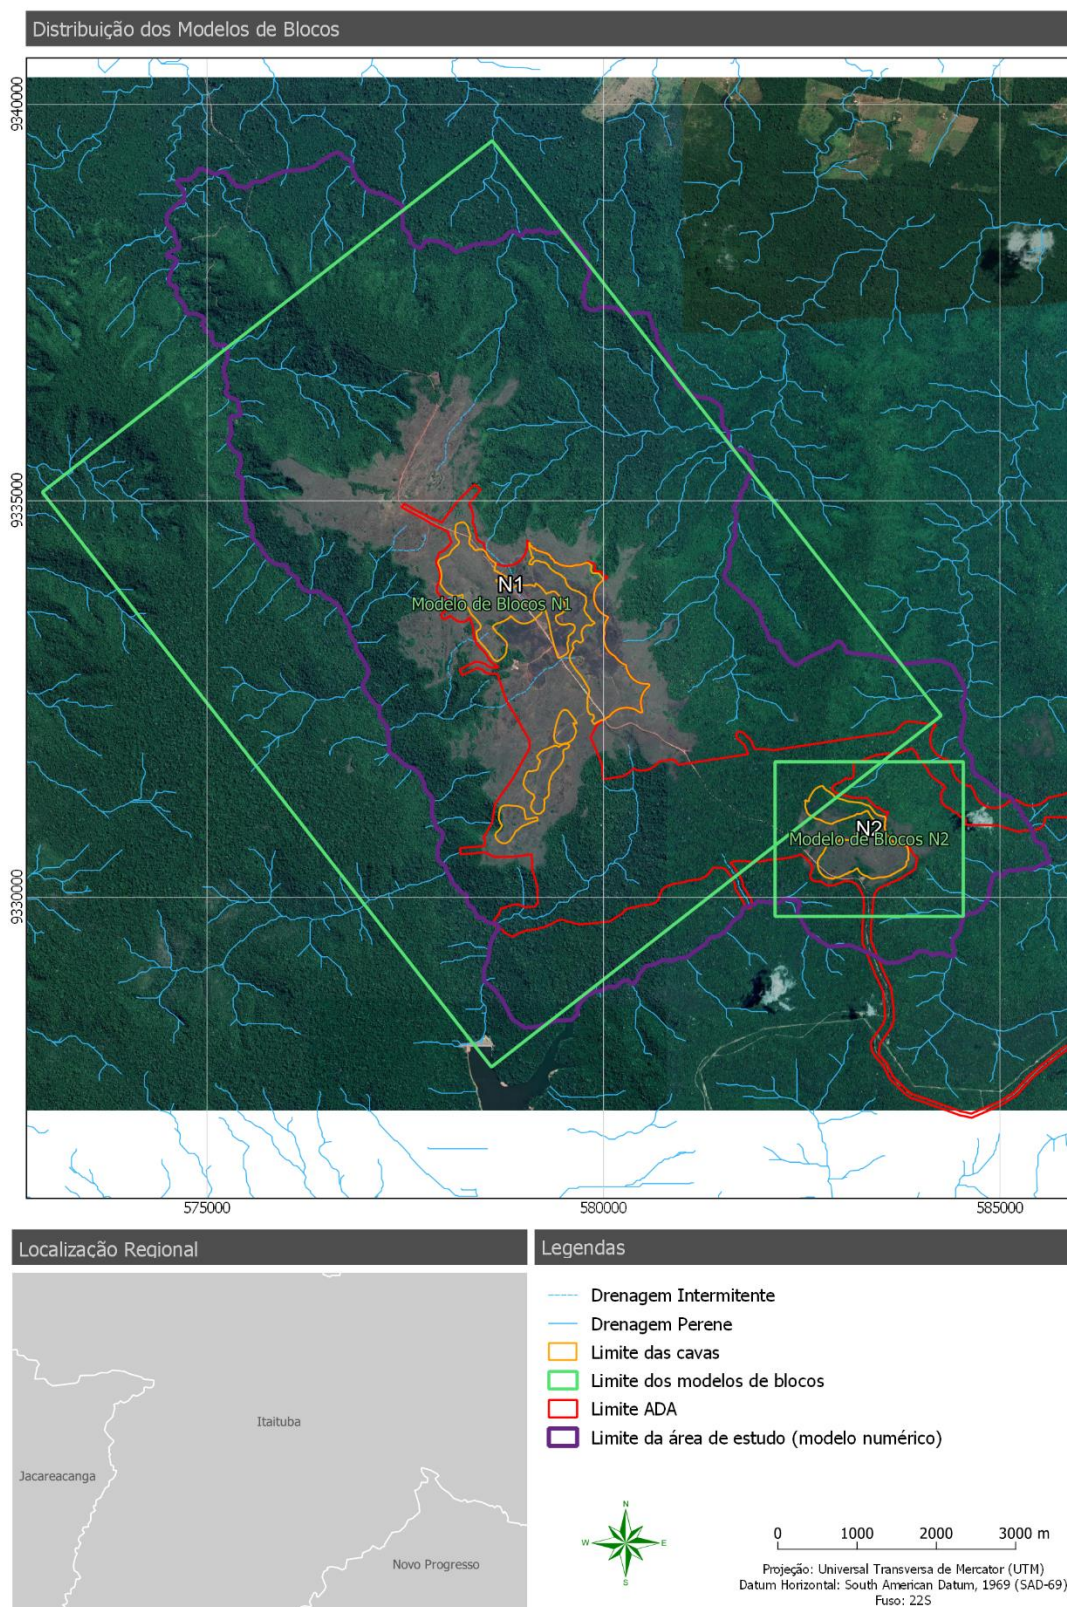 Distribuição dos Modelos de Blocos
9340000
9335000
9330000
N1
Modelo de Blocos N1
N2
Modelo de Blocos N2
575000
580000
585000
Localização Regional
Itaituba
Jacareacanga
Novo Progresso
Legendas
Drenagem Intermitente
Drenagem Perene
Limite das cavas
Limite dos modelos de blocos
Limite ADA
Limite da área de estudo (modelo numérico)
N
W
E
S
0 1000 2000 3000 m
Projeção: Universal Transversa de Mercator (UTM)
Datum Horizontal: South American Datum, 1969 (SAD-69)
Fuso: 22S